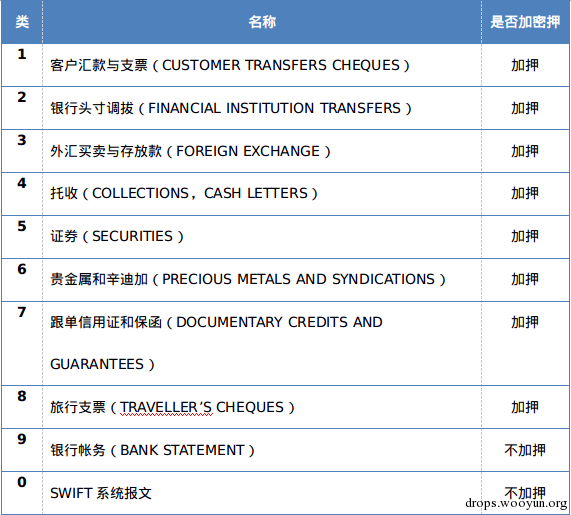 类 名称 是否加密押
1 客户汇款与支票（CUSTOMER TRANSFERS CHEQUES） 加押
2 银行头寸调拔（FINANCIAL INSTITUTION TRANSFERS） 加押
3 外汇买卖与存放款（FOREIGN EXCHANGE） 加押
4 托收（COLLECTIONS，CASH LETTERS） 加押
5 证券（SECURITIES） 加押
6 贵金属和辛迪加（PRECIOUS METALS AND SYNDICATIONS） 加押
7 跟单信用证和保函（DOCUMENTARY CREDITS AND 加押
GUARANTEES）
8 旅行支票（TRAVELLER’S CHEQUES） 加押
9 银行帐务（BANK STATEMENT） 不加押
0 SWIFT 系统报文 不加押
drops.wooyun.org